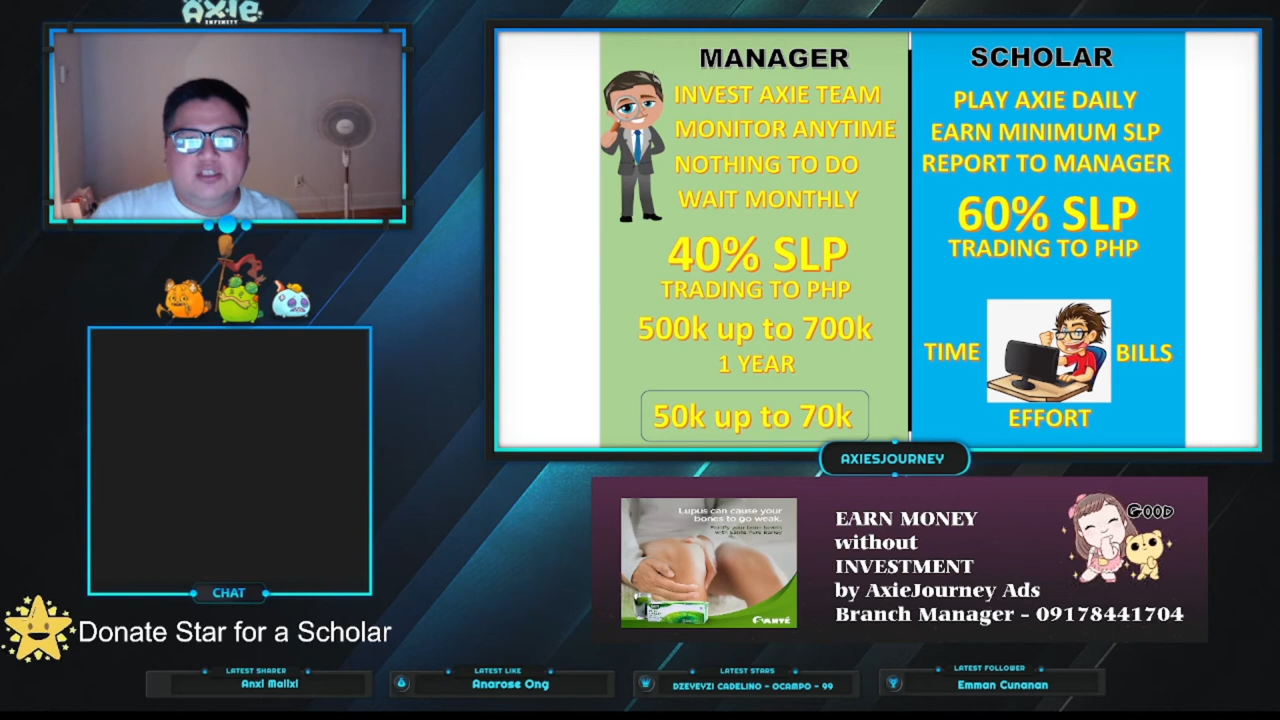 AXIE
INFINITY
MANAGER
INVEST AXIE TEAM
MONITOR ANYTIME
NOTHING TO DO
WAIT MONTHLY
40% SLP
TRADING TO PHP
500k up to 700k
1 YEAR
50k up to 70k
SCHOLAR
PLAY AXIE DAILY
EARN MINIMUM SLP
REPORT TO MANAGER
60% SLP
TRADING TO PHP
TIME
BILLS
EFFORT
AXIESJOURNEY
Lupus can cause your
bones to go weak.
SANTÉ
EARN MONEY
without
INVESTMENT
by AxieJourney Ads
Branch Manager - 09178441704
GOOD
CHAT
Donate Star for a Scholar
LATEST SHARER
Anxi Malixi
LATEST LIKE
Anarose Ong
LATEST STARS
DZEYEYZI CADELINO - OCAMPO - 99
LATEST FOLLOWER
Emman Cunanan